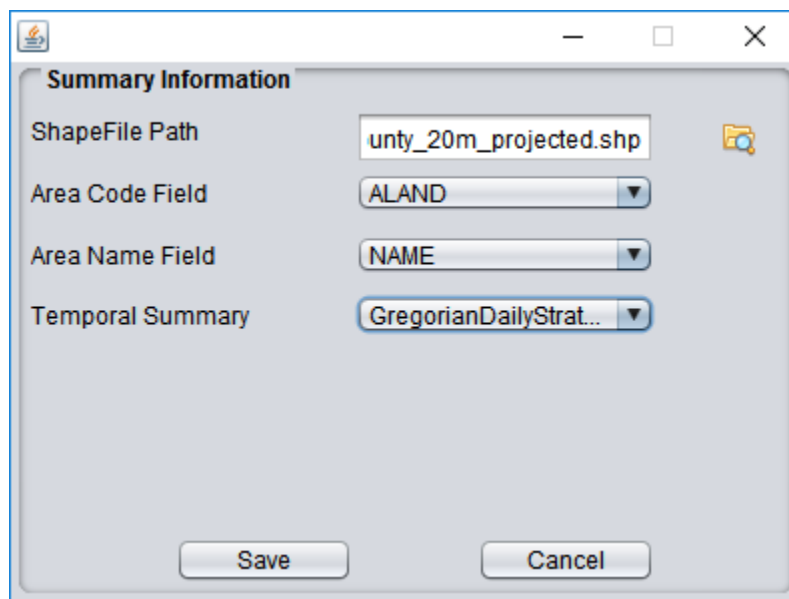 Summary Information
ShapeFile Path unty_20m_projected.shp
Area Code Field ALAND
Area Name Field NAME
Temporal Summary GregorianDailyStrat...
Save Cancel